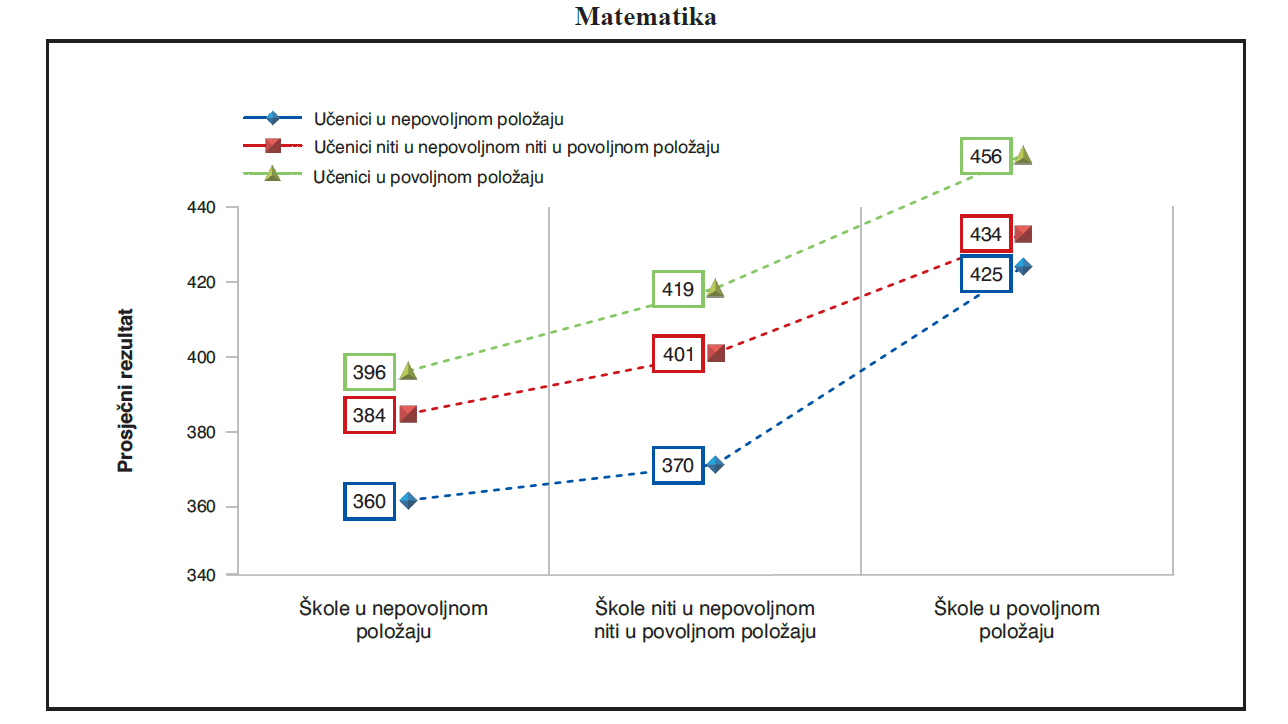 Matematika
Učenici u nepovoljnom položaju
Učenici niti u nepovoljnom niti u povoljnom položaju
Učenici u povoljnom položaju
Prosječni rezultat
440
420
400
380
360
340
396
384
360
419
401
370
456
434
425
Škole u nepovoljnom
položaju
Škole niti u nepovoljnom
niti u povoljnom položaju
Škole u povoljnom
položaju